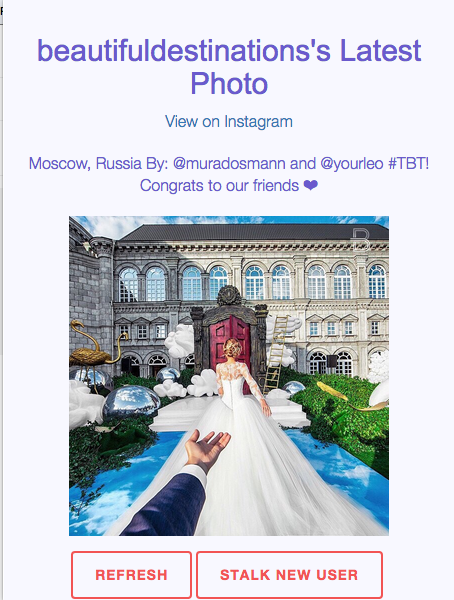 beautifuldestinations's Latest
Photo
View on Instagram
Moscow, Russia By: @muradosmann and @yourleo #TBT!
Congrats to our friends ❤
B
REFRESH
STALK NEW USER